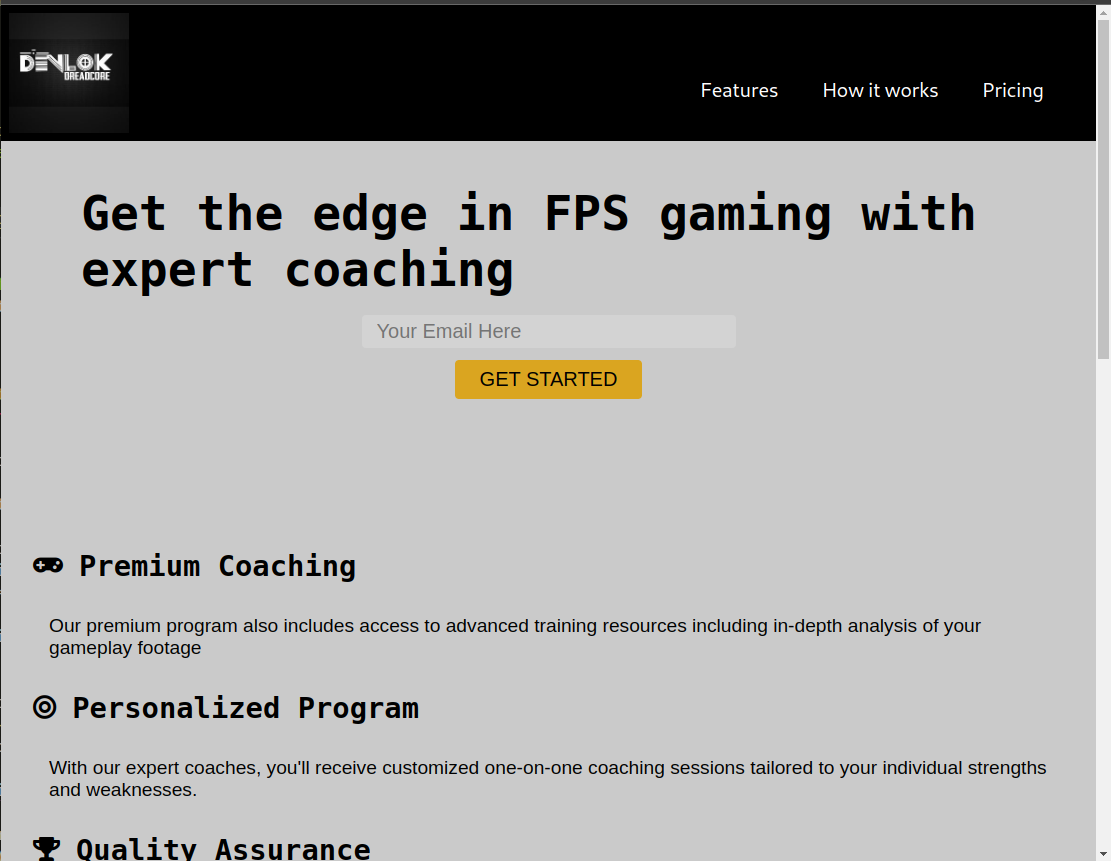 DENLOK
DREADCORE
Features
How it works
Pricing
Get the edge in FPS gaming with
expert coaching
Your Email Here
GET STARTED
Premium Coaching
Our premium program also includes access to advanced training resources including in-depth analysis of your
gameplay footage
Personalized Program
With our expert coaches, you'll receive customized one-on-one coaching sessions tailored to your individual strengths
and weaknesses.
Quality Assurance